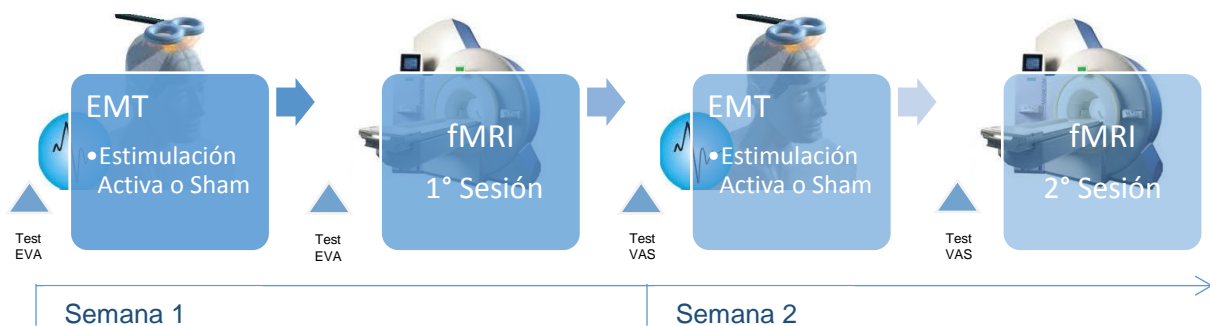 EMT
•Estimulación
Activa o Sham
fMRI
1° Sesión
EMT
•Estimulación
Activa o Sham
fMRI
2° Sesión
Test
EVA
Test
EVA
Test
VAS
Test
VAS
Semana 1
Semana 2